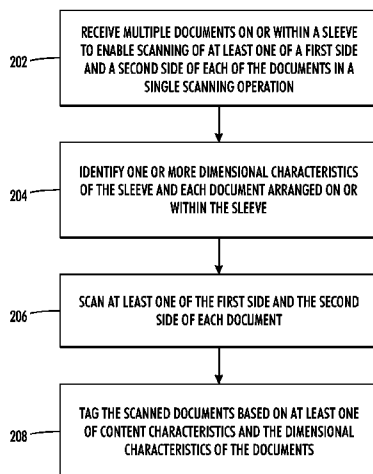 RECEIVE MULTIPLE DOCUMENTS ON OR WITHIN A SLEEVE
TO ENABLE SCANNING OF AT LEAST ONE OF A FIRST SIDE
AND A SECOND SIDE OF EACH OF THE DOCUMENTS IN A
SINGLE SCANNING OPERATION
202
IDENTIFY ONE OR MORE DIMENSIONAL CHARACTERISTICS
OF THE SLEEVE AND EACH DOCUMENT ARRANGED ON OR
WITHIN THE SLEEVE
204
SCAN AT LEAST ONE OF THE FIRST SIDE AND THE SECOND
SIDE OF EACH DOCUMENT
206
TAG THE SCANNED DOCUMENTS BASED ON AT LEAST ONE
OF CONTENT CHARACTERISTICS AND THE DIMENSIONAL
CHARACTERISTICS OF THE DOCUMENTS
208